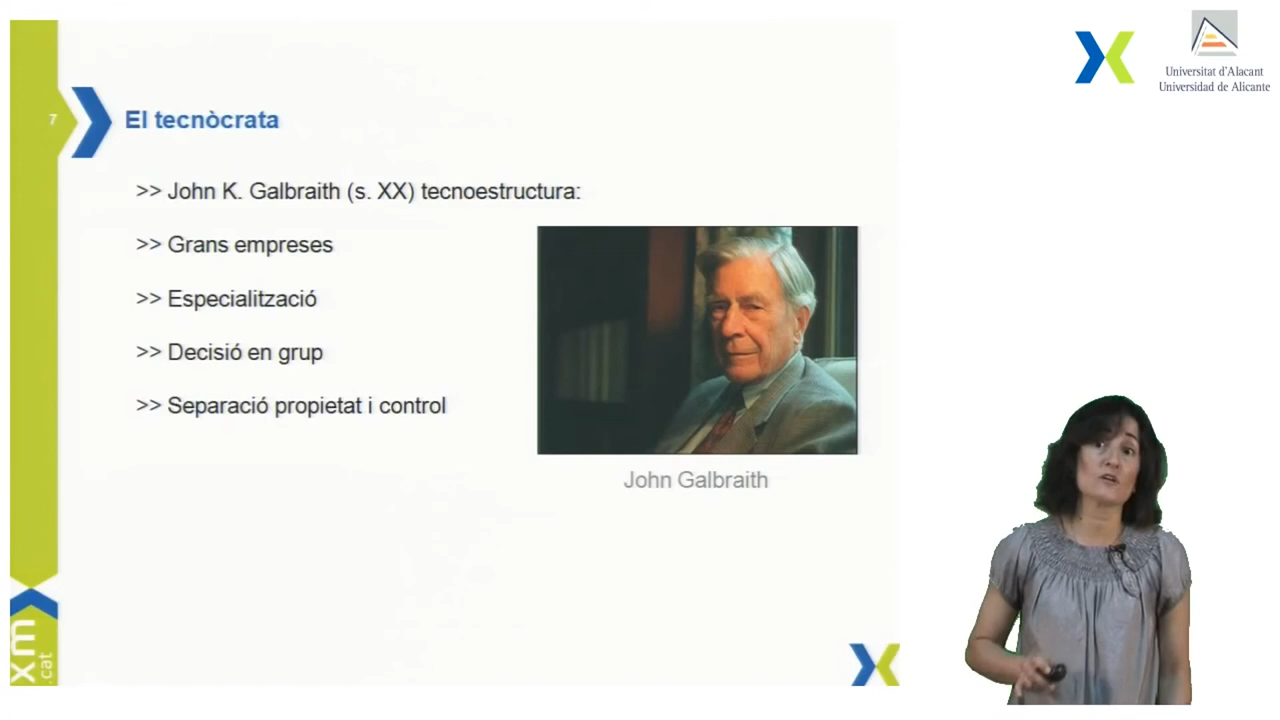 Universitat d'Alacant
Universidad de Alicante
7
El tecnòcrata
>> John K. Galbraith (s. XX) tecnoestructura:
>> Grans empreses
>> Especialització
>> Decisió en grup
>> Separació propietat i control
John Galbraith
xm
.cat